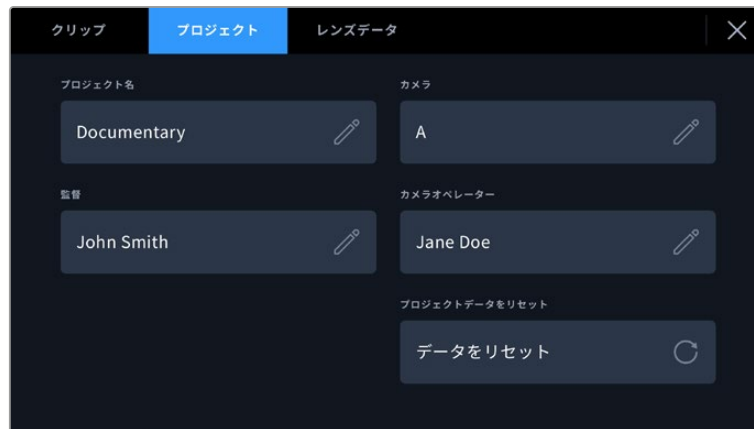 クリップ
プロジェクト
レンズデータ
プロジェクト名
Documentary
カメラ
A
監督
John Smith
カメラオペレーター
Jane Doe
プロジェクトデータをリセット
データをリセット